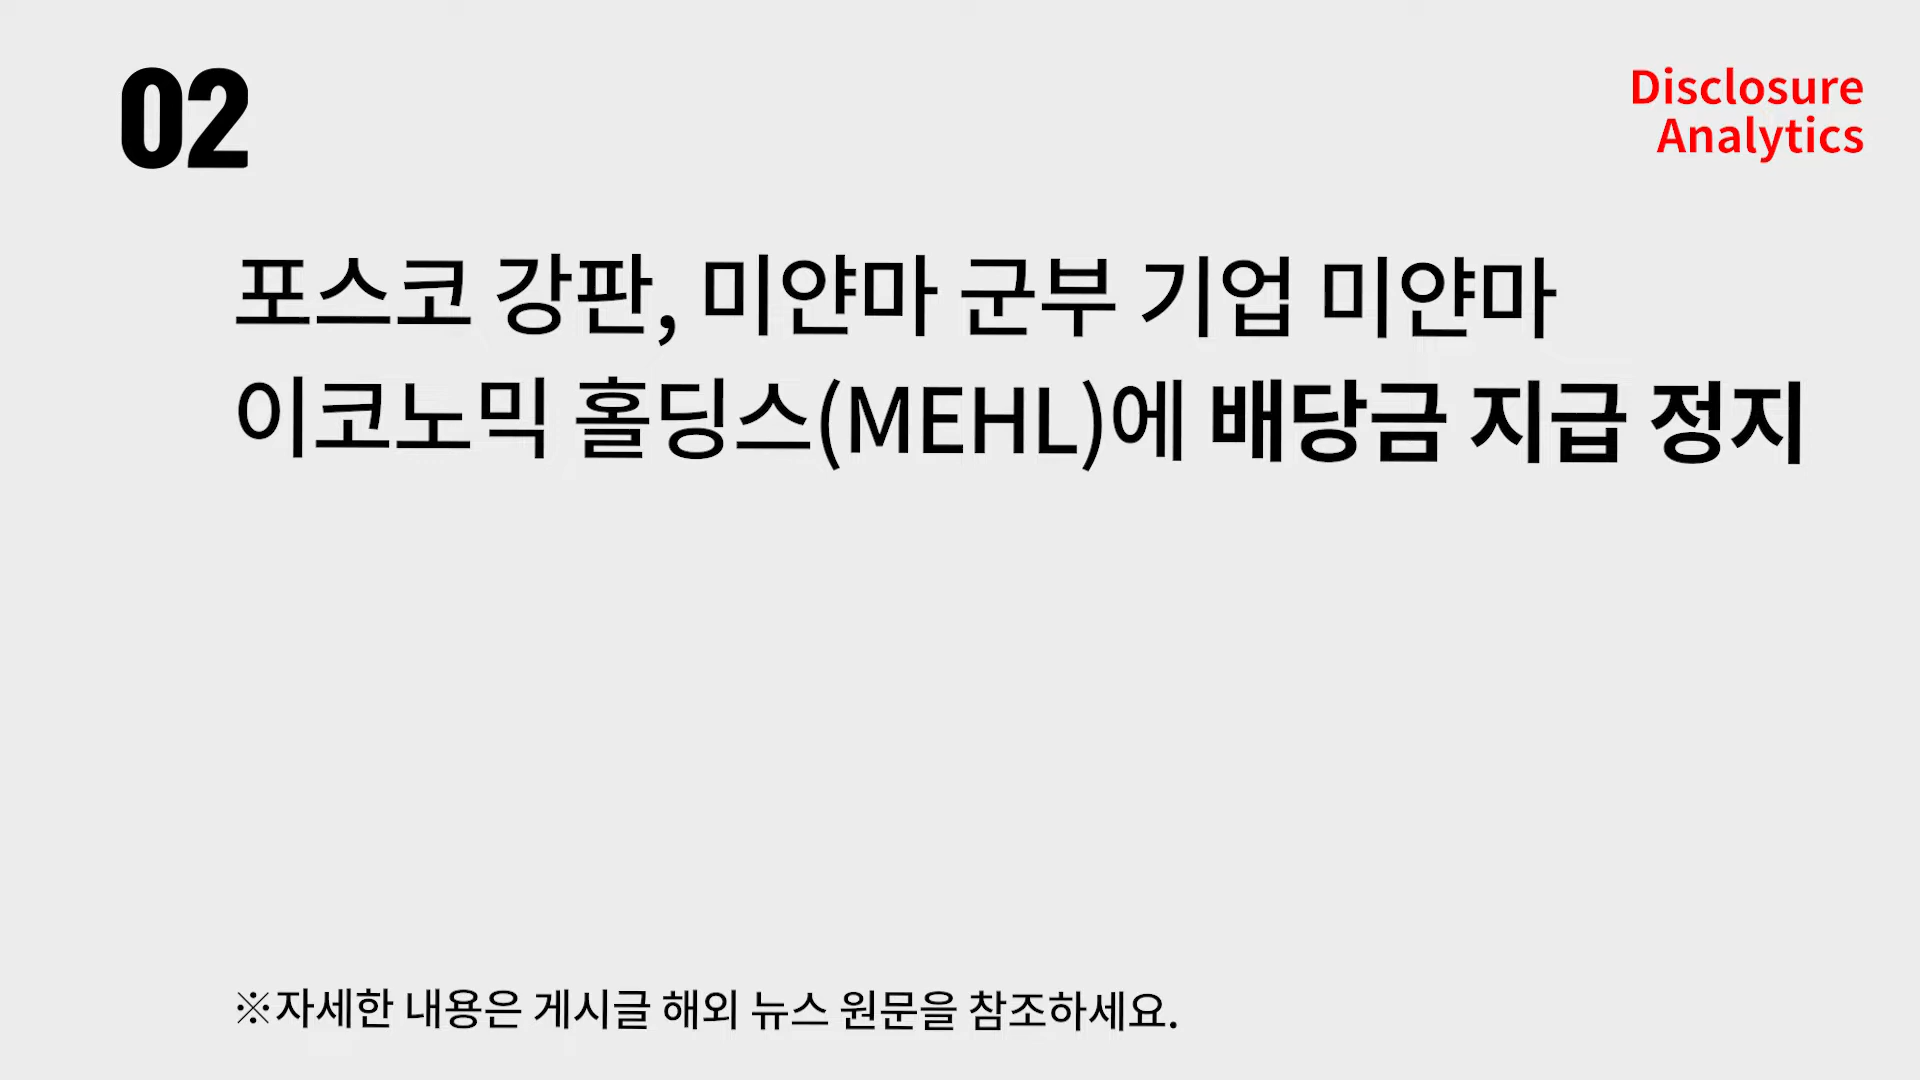 02
Disclosure
Analytics
포스코 강판, 미얀마 군부 기업 미얀마
이코노믹 홀딩스(MEHL)에 배당금 지급 정지
※자세한 내용은 게시글 해외 뉴스 원문을 참조하세요.